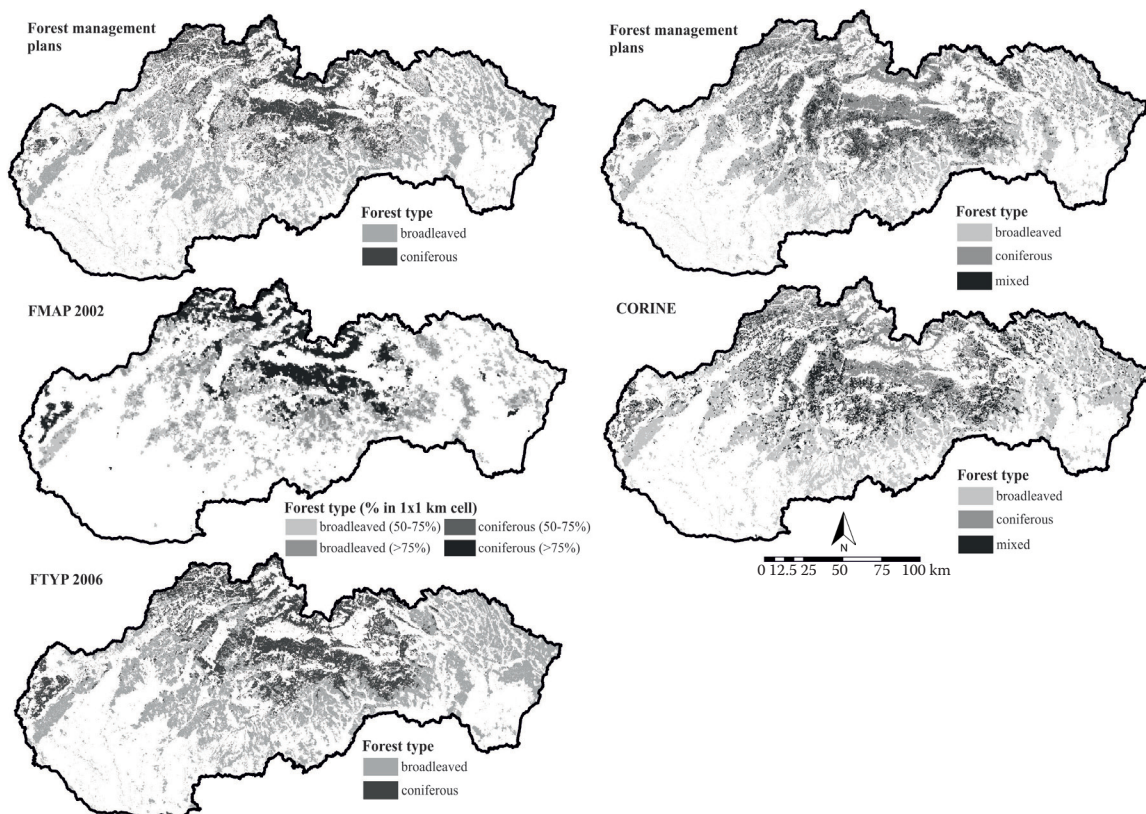 Forest management
plans
Forest type
broadleaved
coniferous
FMAP 2002
Forest type (% in 1x1 km cell)
broadleaved (50-75%) coniferous (50-75%)
broadleaved (>75%) coniferous (>75%)
FTYP 2006
Forest type
broadleaved
coniferous
Forest management
plans
Forest type
broadleaved
coniferous
mixed
CORINE
Forest type
broadleaved
coniferous
mixed
N
0 12.5 25 50 75 100 km